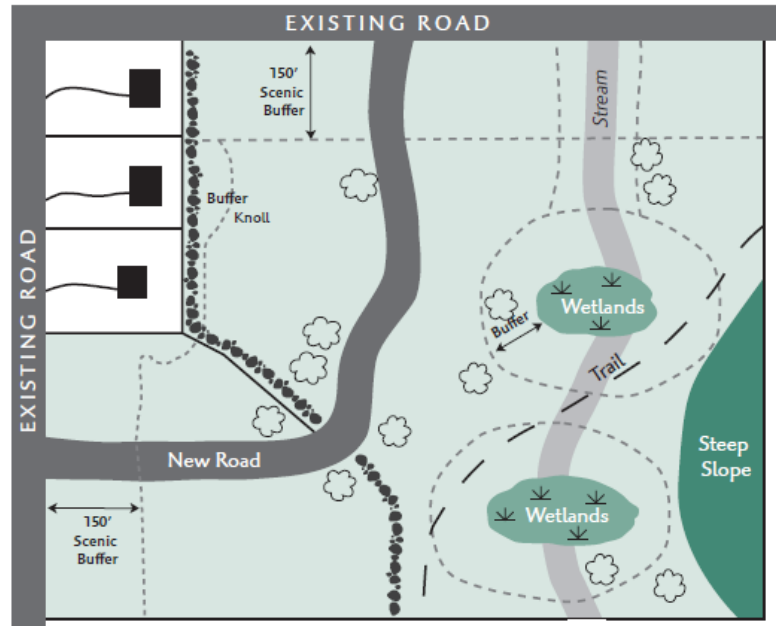 EXISTING ROAD
150'
Scenic
Buffer
Stream
Buffer
Knoll
EXISTING ROAD
Wetlands
Buffer
Trail
Steep
Slope
New Road
Wetlands
150'
Scenic
Buffer